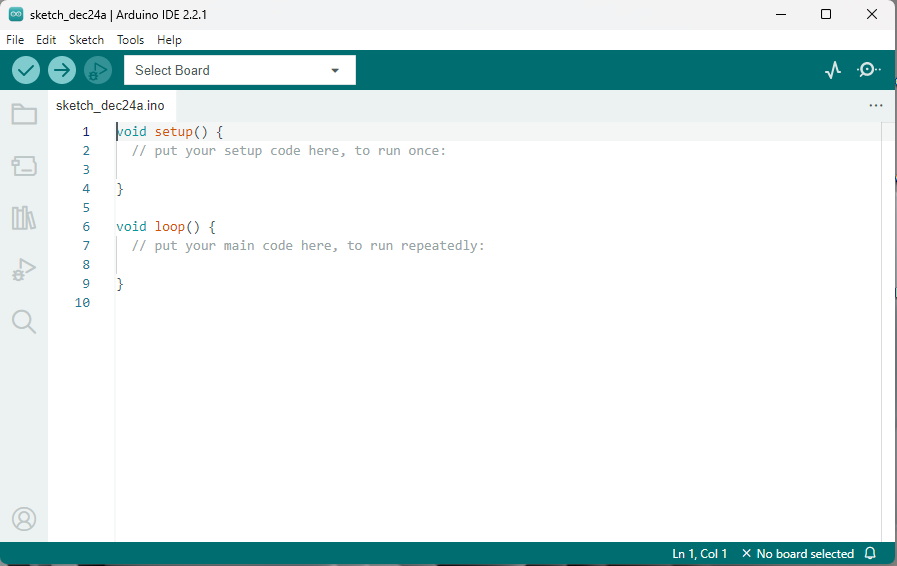 sketch_dec24a | Arduino IDE 2.2.1
File Edit Sketch Tools Help
Select Board
sketch_dec24a.ino
1 void setup() {
2 // put your setup code here, to run once:
3
4 }
5
6 void loop() {
7 // put your main code here, to run repeatedly:
8
9 }
10
Ln 1, Col 1 No board selected